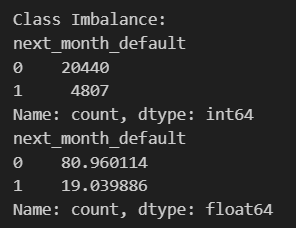 Class Imbalance:
next_month_default
0    20440
1     4807
Name: count, dtype: int64
next_month_default
0    80.960114
1    19.039886
Name: count, dtype: float64